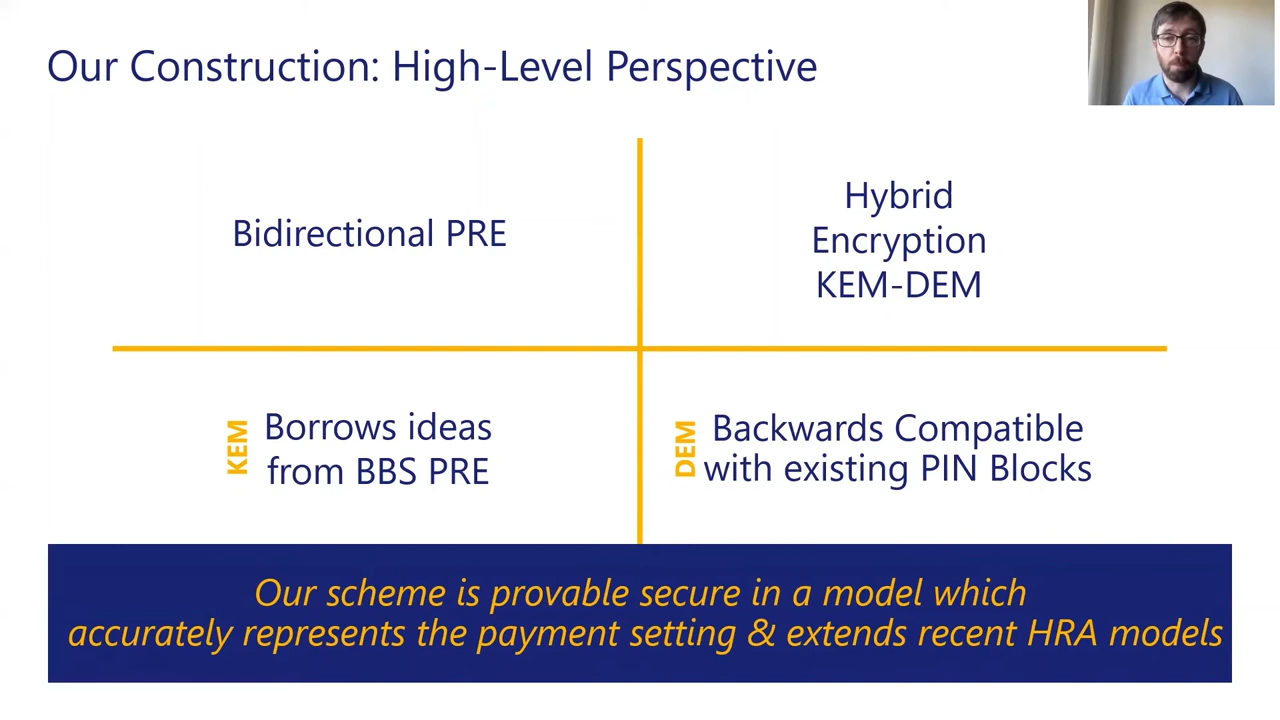 Our Construction: High-Level Perspective
Bidirectional PRE
Hybrid
Encryption
KEM-DEM
KEM
Borrows ideas
from BBS PRE
DEM
Backwards Compatible
with existing PIN Blocks
Our scheme is provable secure in a model which
accurately represents the payment setting & extends recent HRA models